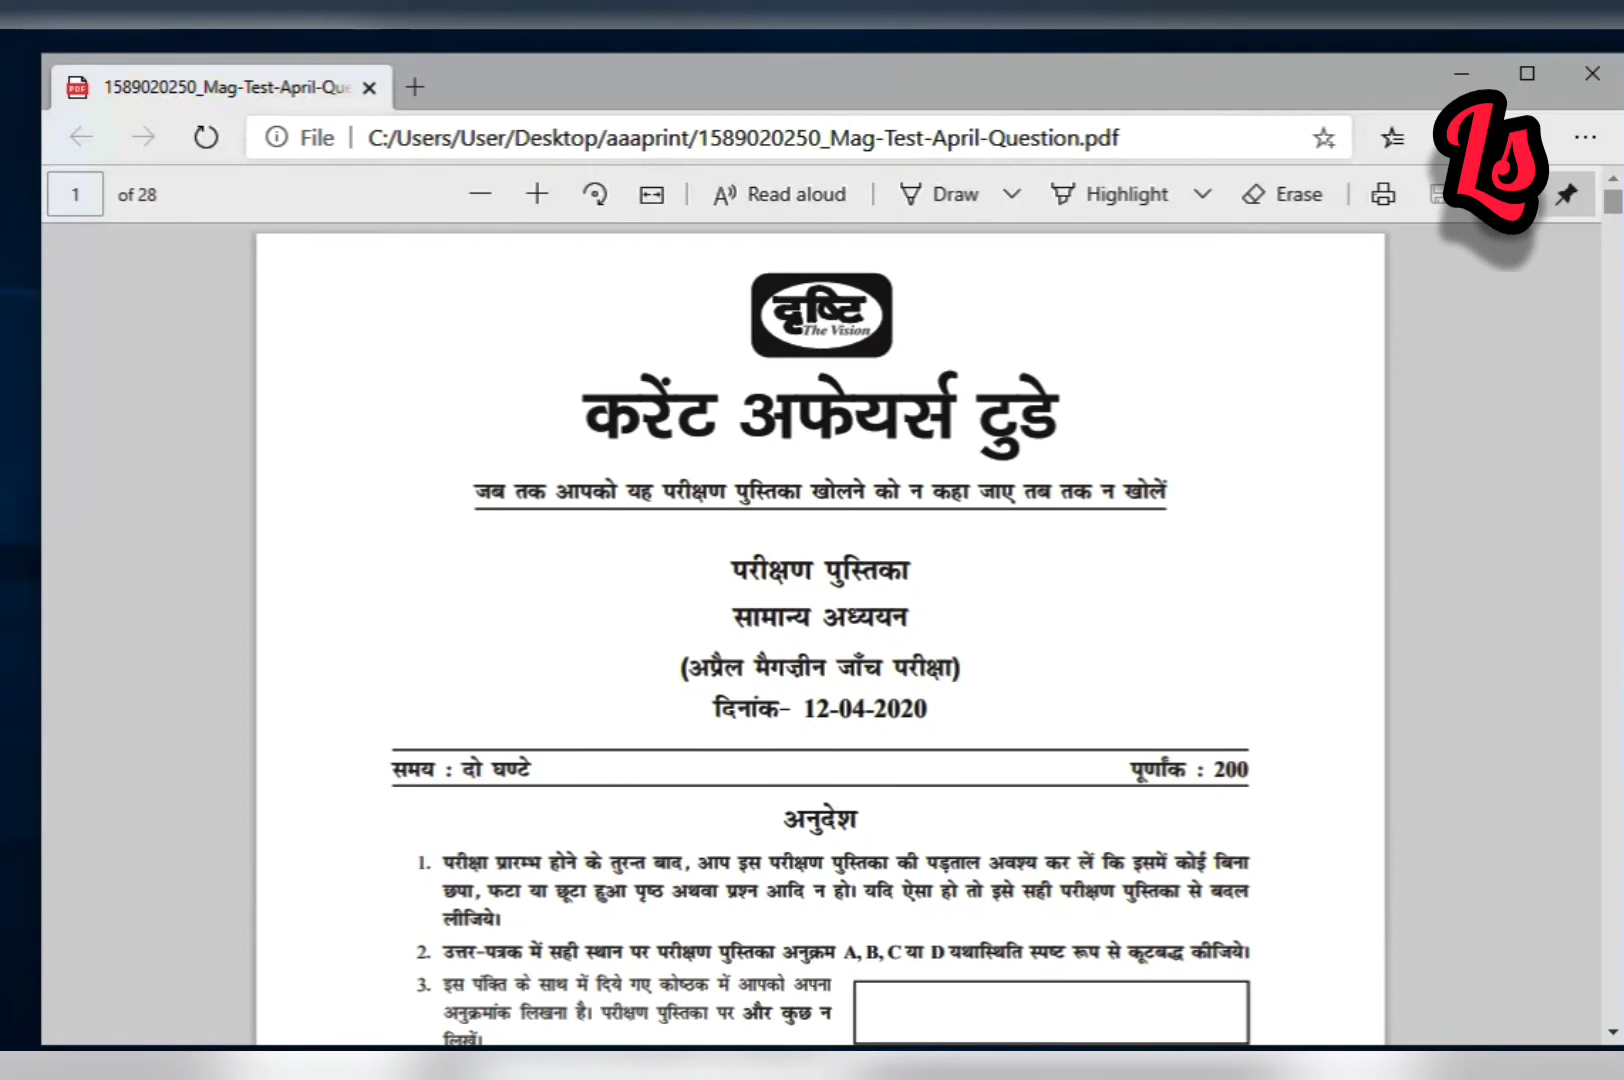 1589020250_Mag-Test-April-Que
File | C:/Users/User/Desktop/aaaprint/1589020250_Mag-Test-April-Question.pdf
LS
1 of 28 Read aloud Draw Highlight Erase
दृष्टि
The Vision
करेंट अफेयर्स टुडे
जब तक आपको यह परीक्षण पुस्तिका खोलने को न कहा जाए तब तक न खोलें
परीक्षण पुस्तिका
सामान्य अध्ययन
(अप्रैल मैगज़ीन जाँच परीक्षा)
दिनांक- 12-04-2020
समय : दो घण्टे पूर्णांक : 200
अनुदेश
1. परीक्षा प्रारम्भ होने के तुरन्त बाद, आप इस परीक्षण पुस्तिका की पड़ताल अवश्य कर लें कि इसमें कोई बिना
छपा, फटा या छूटा हुआ पृष्ठ अथवा प्रश्न आदि न हो। यदि ऐसा हो तो इसे सही परीक्षण पुस्तिका से बदल
लीजिये।
2. उत्तर-पत्रक में सही स्थान पर परीक्षण पुस्तिका अनुक्रम A, B, C या D यथास्थिति स्पष्ट रूप से कूटबद्ध कीजिये।
3. इस पंक्ति के साथ में दिये गए कोष्ठक में आपको अपना
अनुक्रमांक लिखना है। परीक्षण पुस्तिका पर और कुछ न
लिखें।